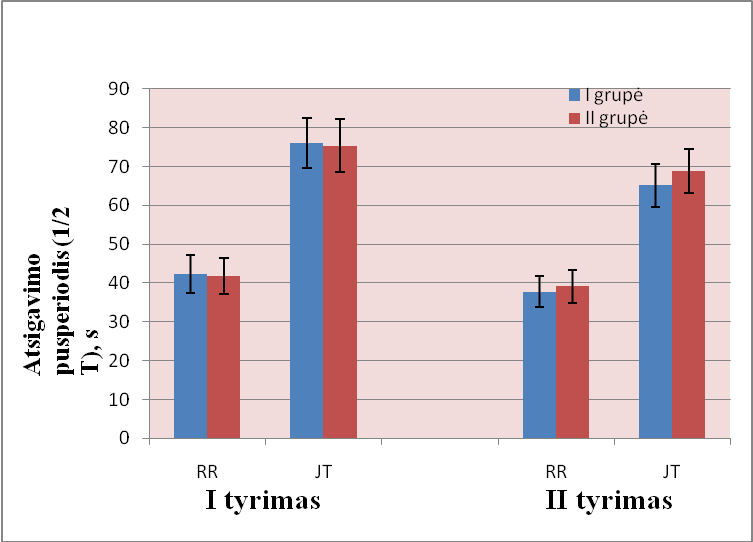 I grupė
II grupė
90
80
70
60
50
40
30
20
10
0
Atsigavimo
pusperiodis (1/2
T), s
RR
JT
RR
JT
I tyrimas
II tyrimas